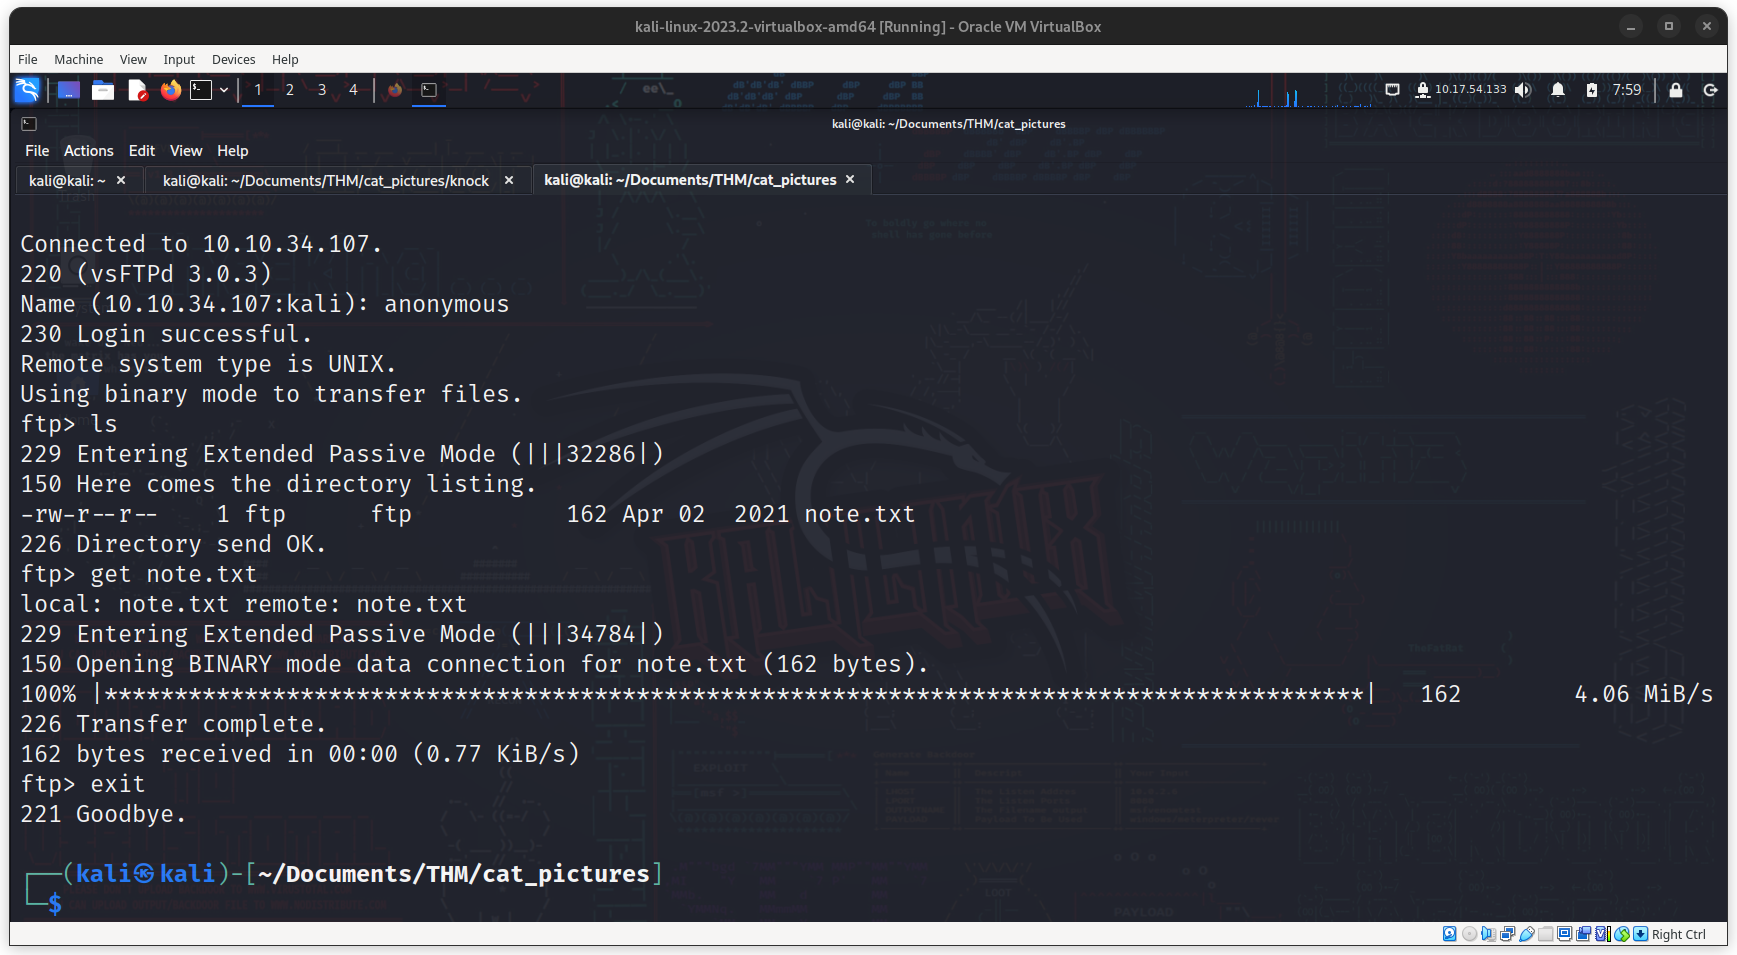 kali-linux-2023.2-virtualbox-amd64 [Running] - Oracle VM VirtualBox
File Machine View Input Devices Help
1 2 3 4 10.17.54.133 7:59
kali@kali: ~/Documents/THM/cat_pictures
File Actions Edit View Help
kali@kali: ~ × kali@kali: ~/Documents/THM/cat_pictures/knock × kali@kali: ~/Documents/THM/cat_pictures ×
Connected to 10.10.34.107.
220 (vsFTPd 3.0.3)
Name (10.10.34.107:kali): anonymous
230 Login successful.
Remote system type is UNIX.
Using binary mode to transfer files.
ftp> ls
229 Entering Extended Passive Mode (|||32286|)
150 Here comes the directory listing.
-rw-r--r--    1 ftp      ftp           162 Apr 02  2021 note.txt
226 Directory send OK.
ftp> get note.txt
local: note.txt remote: note.txt
229 Entering Extended Passive Mode (|||34784|)
150 Opening BINARY mode data connection for note.txt (162 bytes).
100% |******************************************************************************************|   162        4.06 MiB/s
226 Transfer complete.
162 bytes received in 00:00 (0.77 KiB/s)
ftp> exit
221 Goodbye.
┌──(kali㉿kali)-[~/Documents/THM/cat_pictures]
└─$
KALI LINUX
Right Ctrl